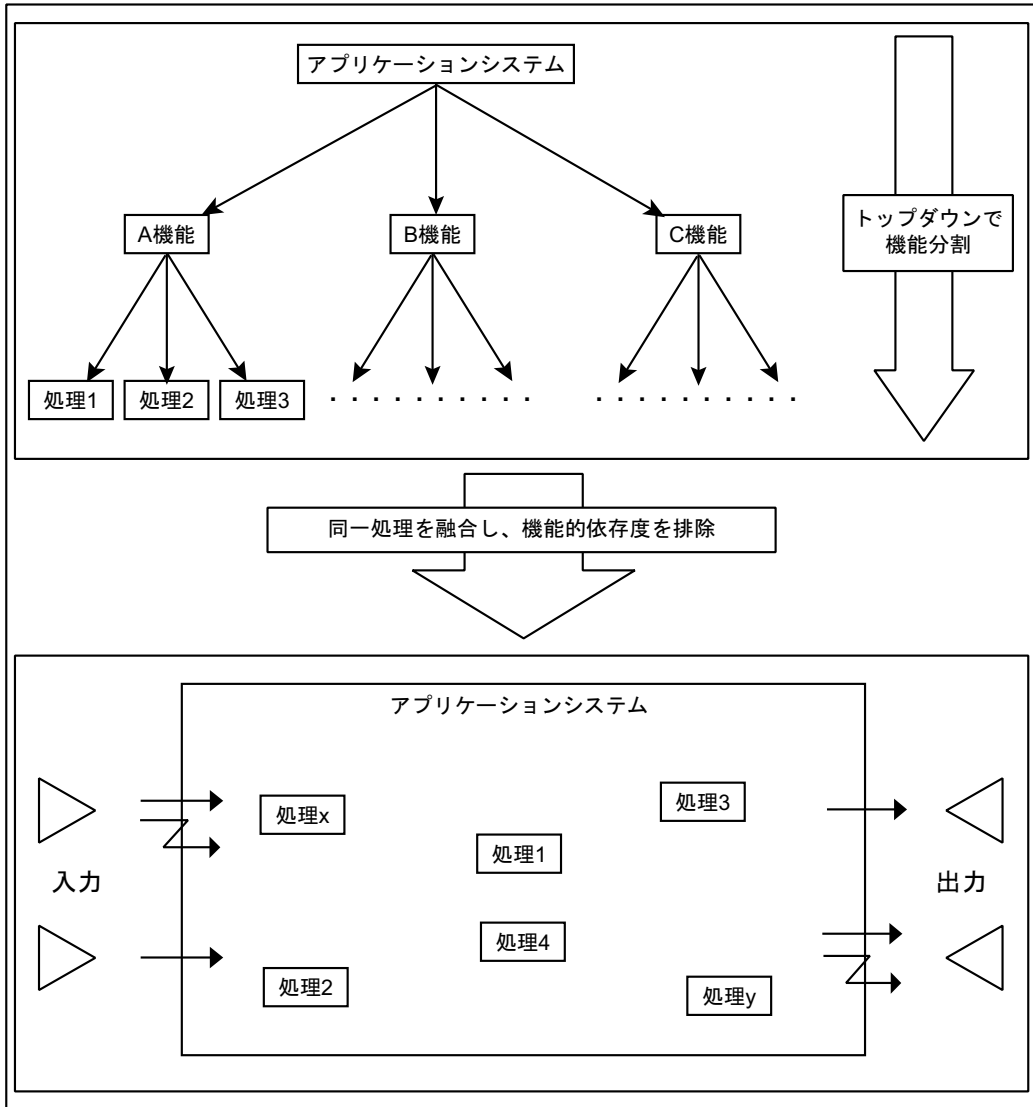 アプリケーションシステム
A機能
B機能
C機能
トップダウンで
機能分割
処理1
処理2
処理3
・・・・・・・・・・
・・・・・・・・・・
同一処理を融合し、機能的依存度を排除
アプリケーションシステム
処理x
処理3
処理1
入力
出力
処理4
処理2
処理y